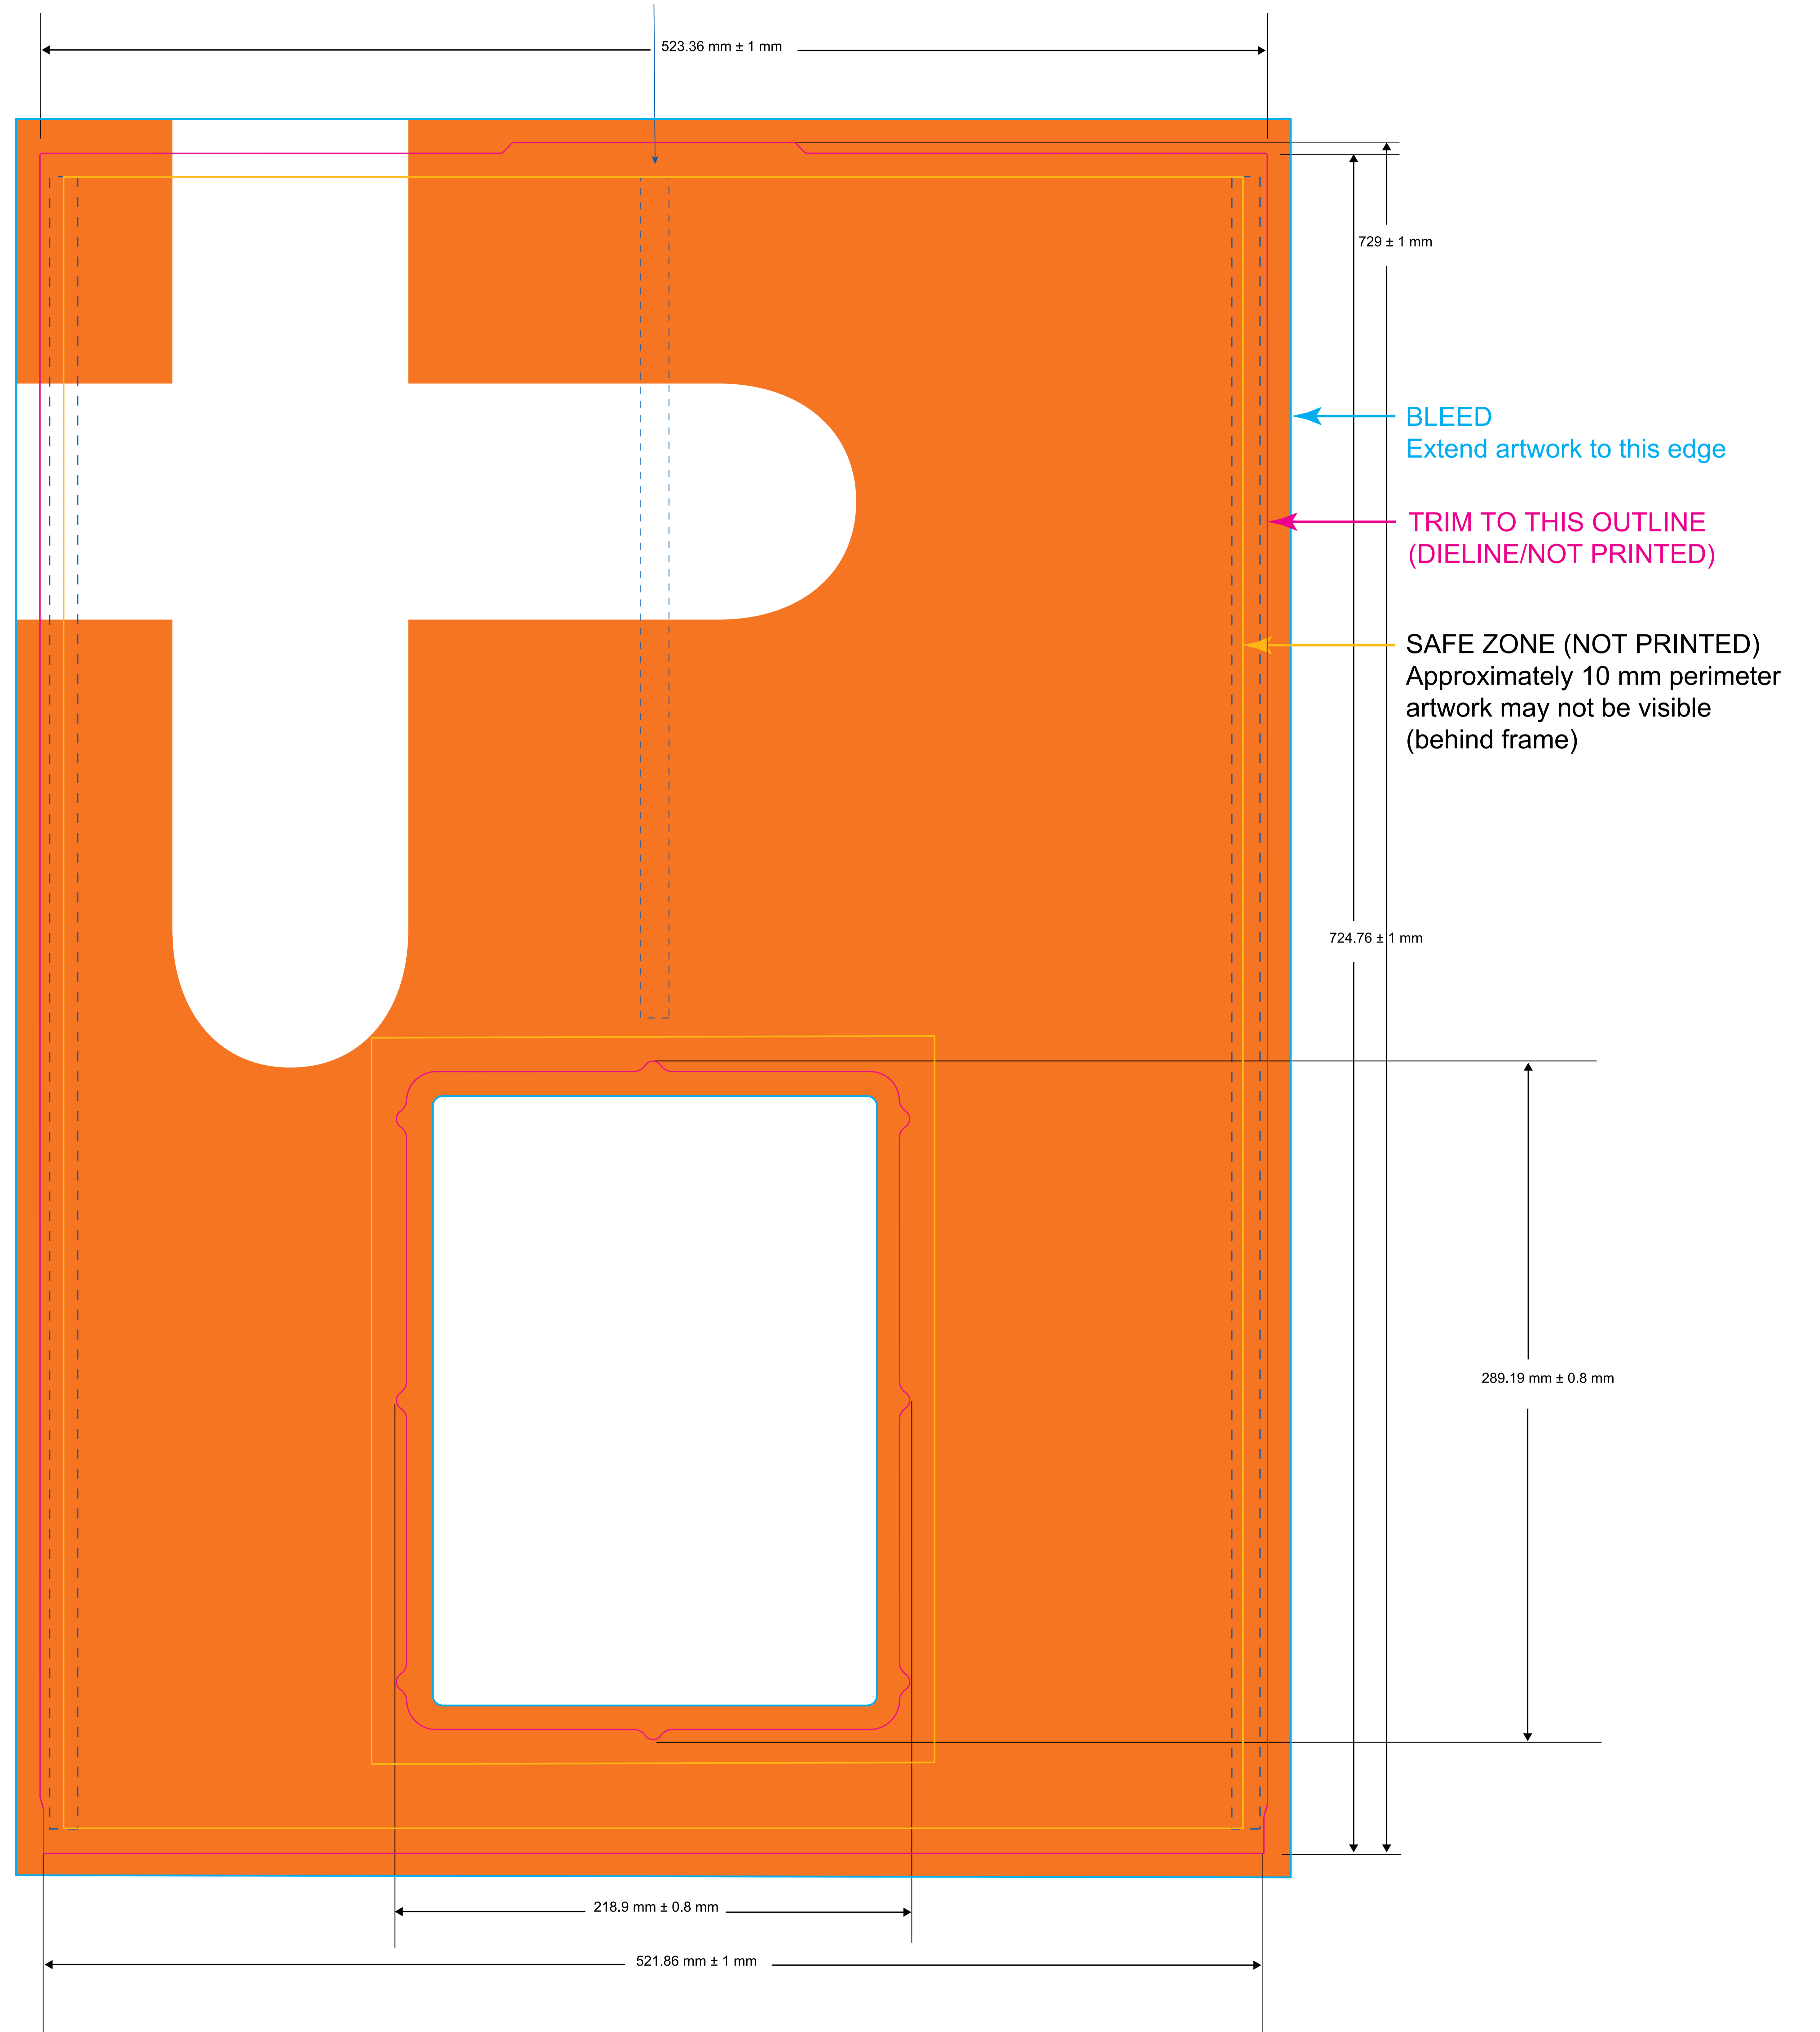 523.36 mm ± 1 mm
729 ± 1 mm
BLEED
Extend artwork to this edge
TRIM TO THIS OUTLINE
(DIELINE/NOT PRINTED)
SAFE ZONE (NOT PRINTED)
Approximately 10 mm perimeter
artwork may not be visible
(behind frame)
724.76 ± 1 mm
289.19 mm ± 0.8 mm
218.9 mm ± 0.8 mm
521.86 mm ± 1 mm